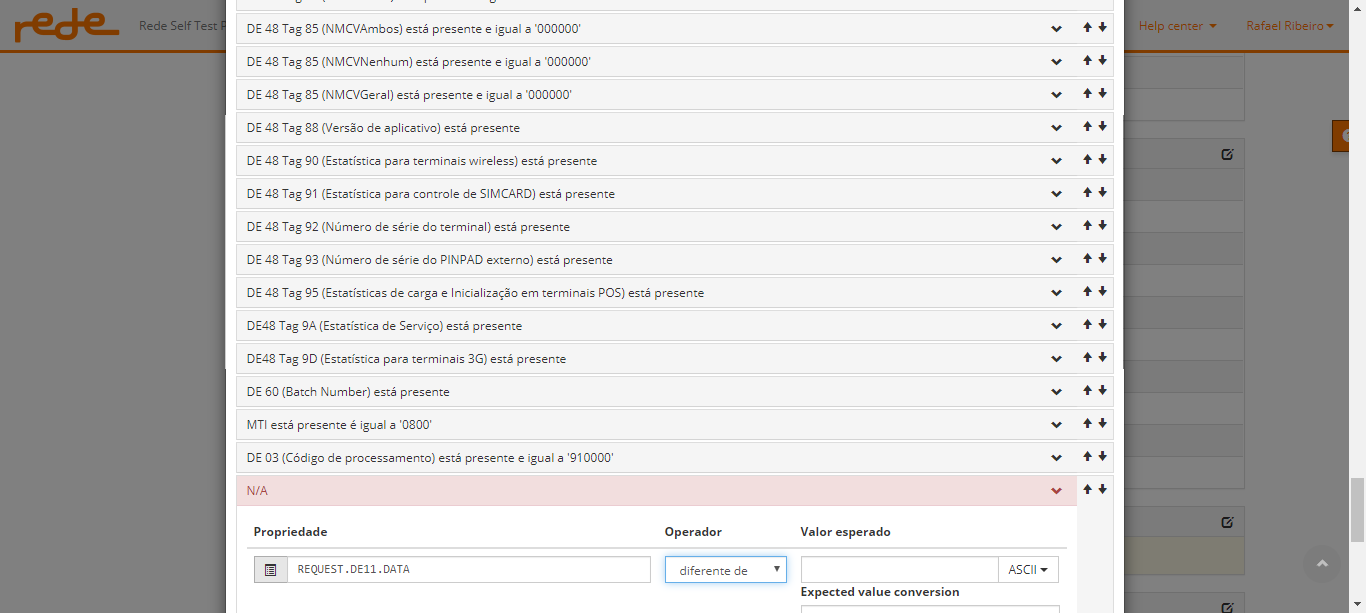 rede
Rede Self Test P
Help center
Rafael Ribeiro
DE 48 Tag 85 (NMCVAmbos) está presente e igual a '000000'
DE 48 Tag 85 (NMCVNenhum) está presente e igual a '000000'
DE 48 Tag 85 (NMCVGeral) está presente e igual a '000000'
DE 48 Tag 88 (Versão de aplicativo) está presente
DE 48 Tag 90 (Estatística para terminais wireless) está presente
DE 48 Tag 91 (Estatística para controle de SIMCARD) está presente
DE 48 Tag 92 (Número de série do terminal) está presente
DE 48 Tag 93 (Número de série do PINPAD externo) está presente
DE 48 Tag 95 (Estatísticas de carga e Inicialização em terminais POS) está presente
DE48 Tag 9A (Estatística de Serviço) está presente
DE48 Tag 9D (Estatística para terminais 3G) está presente
DE 60 (Batch Number) está presente
MTI está presente é igual a '0800'
DE 03 (Código de processamento) está presente e igual a '910000'
N/A
Propriedade Operador Valor esperado
REQUEST.DE11.DATA diferente de ASCII
Expected value conversion